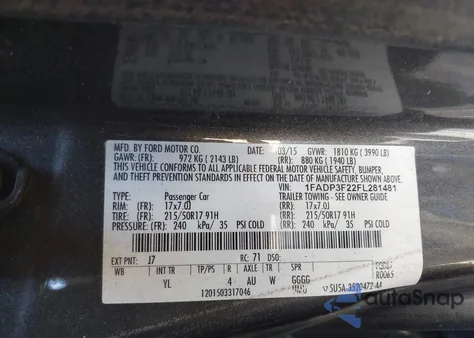 MFD. BY FORD MOTOR CO.
DATE: 03/15 GVWR: 1810 KG ( 3990 LB)
GAWR: (FR): 972 KG ( 2143 LB) (RR): 880 KG ( 1940 LB)
THIS VEHICLE CONFORMS TO ALL APPLICABLE FEDERAL MOTOR VEHICLE SAFETY, BUMPER,
AND THEFT PREVENTION STANDARDS IN EFFECT ON THE DATE OF MANUFACTURE SHOWN ABOVE.
VIN: 1FADP3F22FL281481
TYPE: Passenger Car TRAILER TOWING - SEE OWNER GUIDE
RIM: (FR): 17x7.0J (RR): 17x7.0J
TIRE: (FR): 215/50R17 91H (RR): 215/50R17 91H
PRESSURE: (FR): 240 kPa/ 35 PSI COLD (RR): 240 kPa/ 35 PSI COLD
EXT PNT: J7 RC: 71 DSO:
WB INT TR TP/PS R AXLE TR SPR R0065
YL 4 AU W GGGG
1201503317046
autoSnap